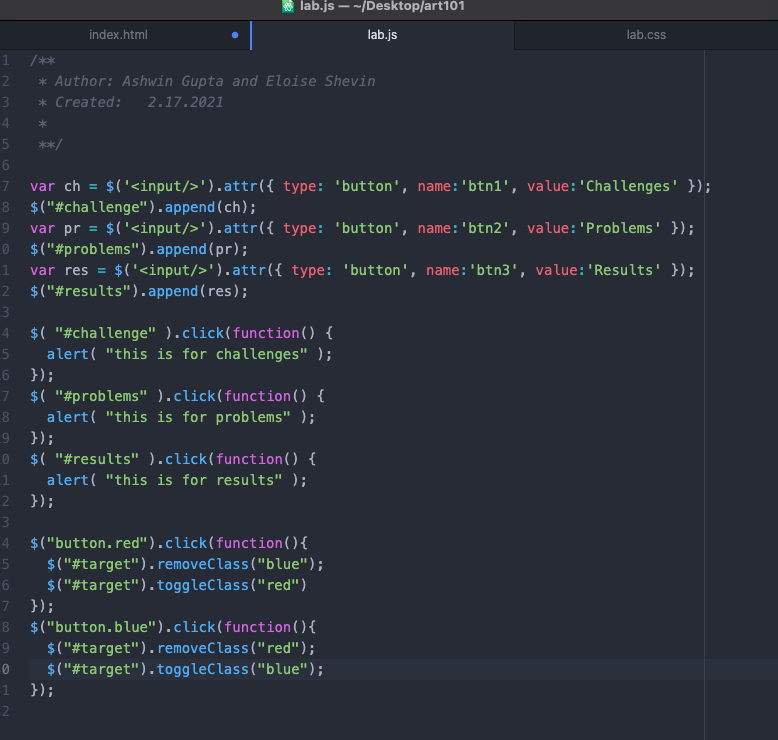 lab.js — ~/Desktop/art101
index.html lab.js lab.css
1 /**
2  * Author: Ashwin Gupta and Eloise Shevin
3  * Created:   2.17.2021
4  *
5  **/
6
7 var ch = $('<input/>').attr({ type: 'button', name:'btn1', value:'Challenges' });
8 $("#challenge").append(ch);
9 var pr = $('<input/>').attr({ type: 'button', name:'btn2', value:'Problems' });
0 $("#problems").append(pr);
1 var res = $('<input/>').attr({ type: 'button', name:'btn3', value:'Results' });
2 $("#results").append(res);
3
4 $( "#challenge" ).click(function() {
5   alert( "this is for challenges" );
6 });
7 $( "#problems" ).click(function() {
8   alert( "this is for problems" );
9 });
0 $( "#results" ).click(function() {
1   alert( "this is for results" );
2 });
3
4 $("button.red").click(function(){
5   $("#target").removeClass("blue");
6   $("#target").toggleClass("red")
7 });
8 $("button.blue").click(function(){
9   $("#target").removeClass("red");
0   $("#target").toggleClass("blue");
1 });
2